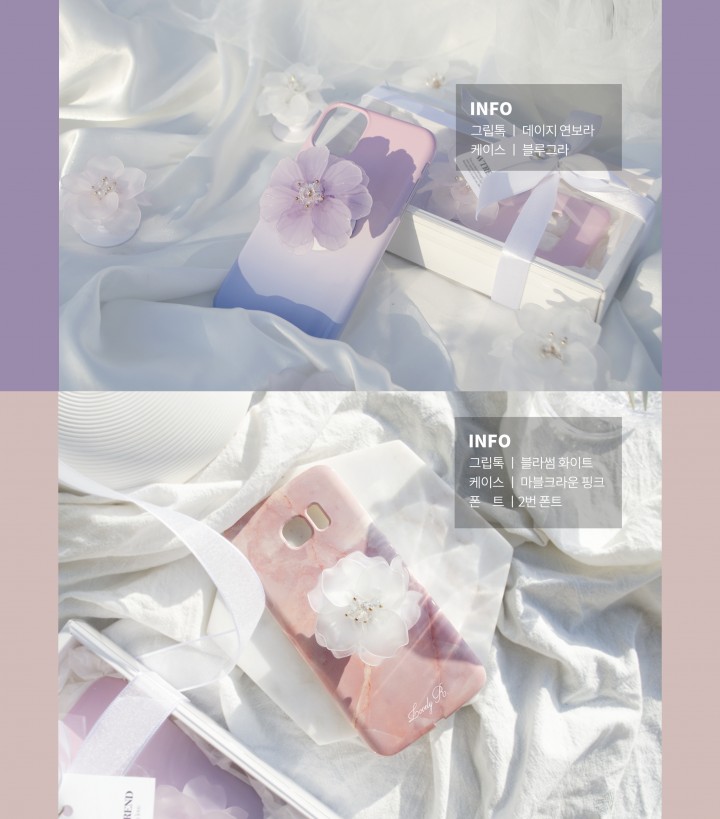 INFO
그립톡 | 데이지 연보라
케이스 | 블루그라
INFO
그립톡 | 블라썸 화이트
케이스 | 마블크라운 핑크
폰 트 | 2번 폰트
Lovely R
REND